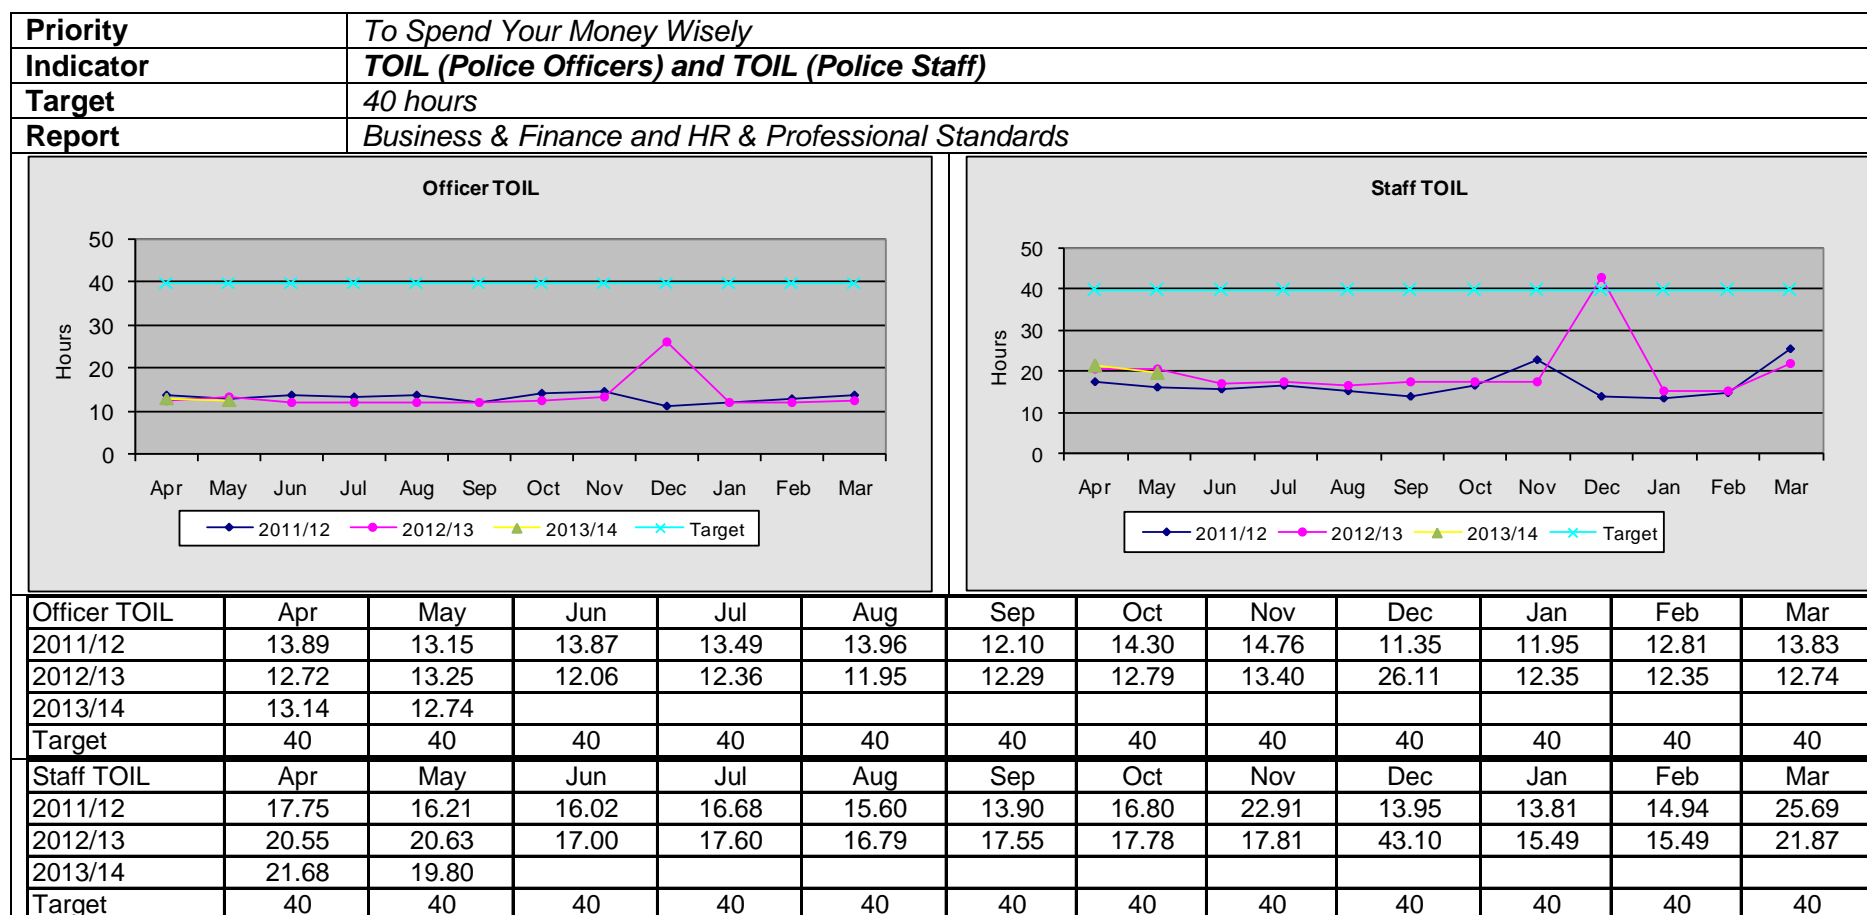 Priority To Spend Your Money Wisely
Indicator TOIL (Police Officers) and TOIL (Police Staff)
Target 40 hours
Report Business & Finance and HR & Professional Standards
Officer TOIL
50
40
30
20
10
0
Hours
Apr May Jun Jul Aug Sep Oct Nov Dec Jan Feb Mar
2011/12 2012/13 2013/14 Target
Staff TOIL
50
40
30
20
10
0
Hours
Apr May Jun Jul Aug Sep Oct Nov Dec Jan Feb Mar
2011/12 2012/13 2013/14 Target
Officer TOIL Apr May Jun Jul Aug Sep Oct Nov Dec Jan Feb Mar
2011/12 13.89 13.15 13.87 13.49 13.96 12.10 14.30 14.76 11.35 11.95 12.81 13.83
2012/13 12.72 13.25 12.06 12.36 11.95 12.29 12.79 13.40 26.11 12.35 12.35 12.74
2013/14 13.14 12.74
Target 40 40 40 40 40 40 40 40 40 40 40 40
Staff TOIL Apr May Jun Jul Aug Sep Oct Nov Dec Jan Feb Mar
2011/12 17.75 16.21 16.02 16.68 15.60 13.90 16.80 22.91 13.95 13.81 14.94 25.69
2012/13 20.55 20.63 17.00 17.60 16.79 17.55 17.78 17.81 43.10 15.49 15.49 21.87
2013/14 21.68 19.80
Target 40 40 40 40 40 40 40 40 40 40 40 40